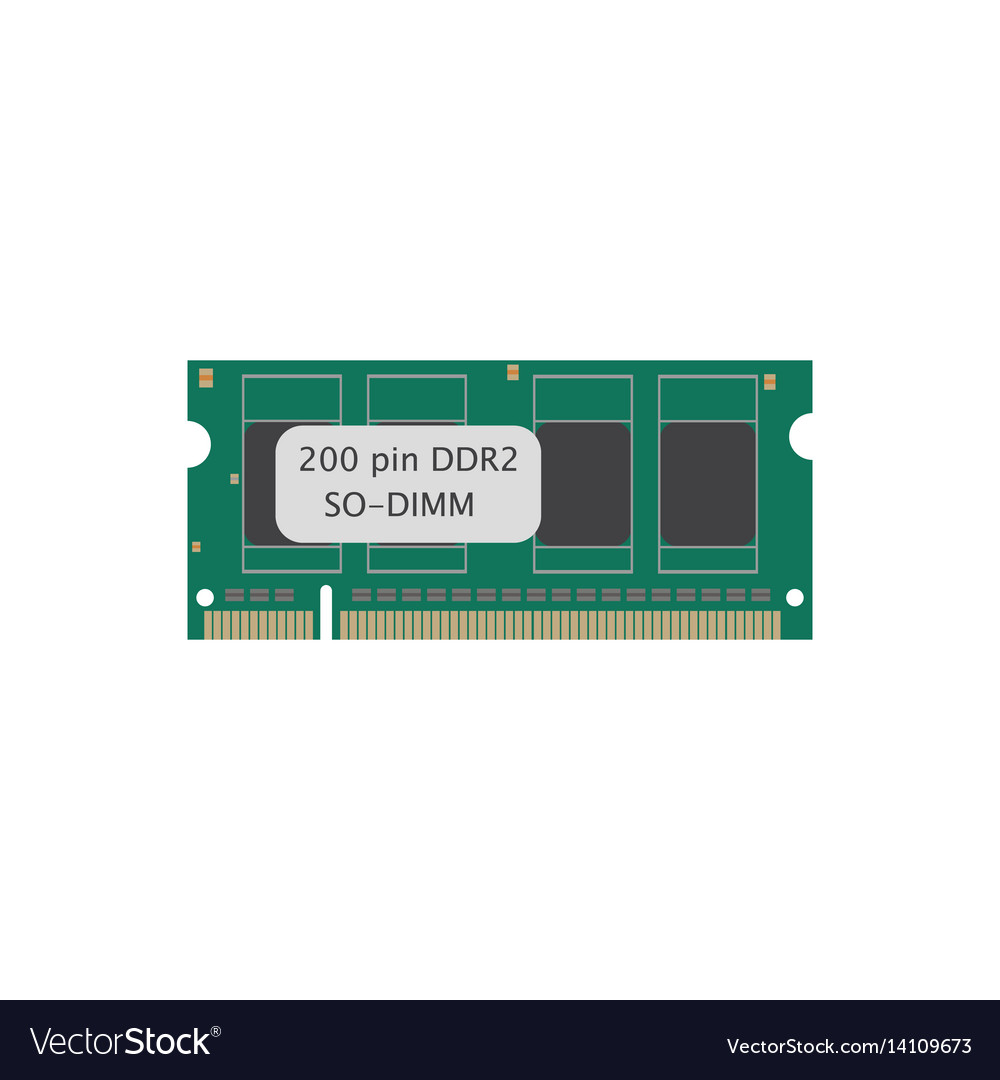 200 pin DDR2
SO-DIMM
VectorStock®
VectorStock.com/14109673